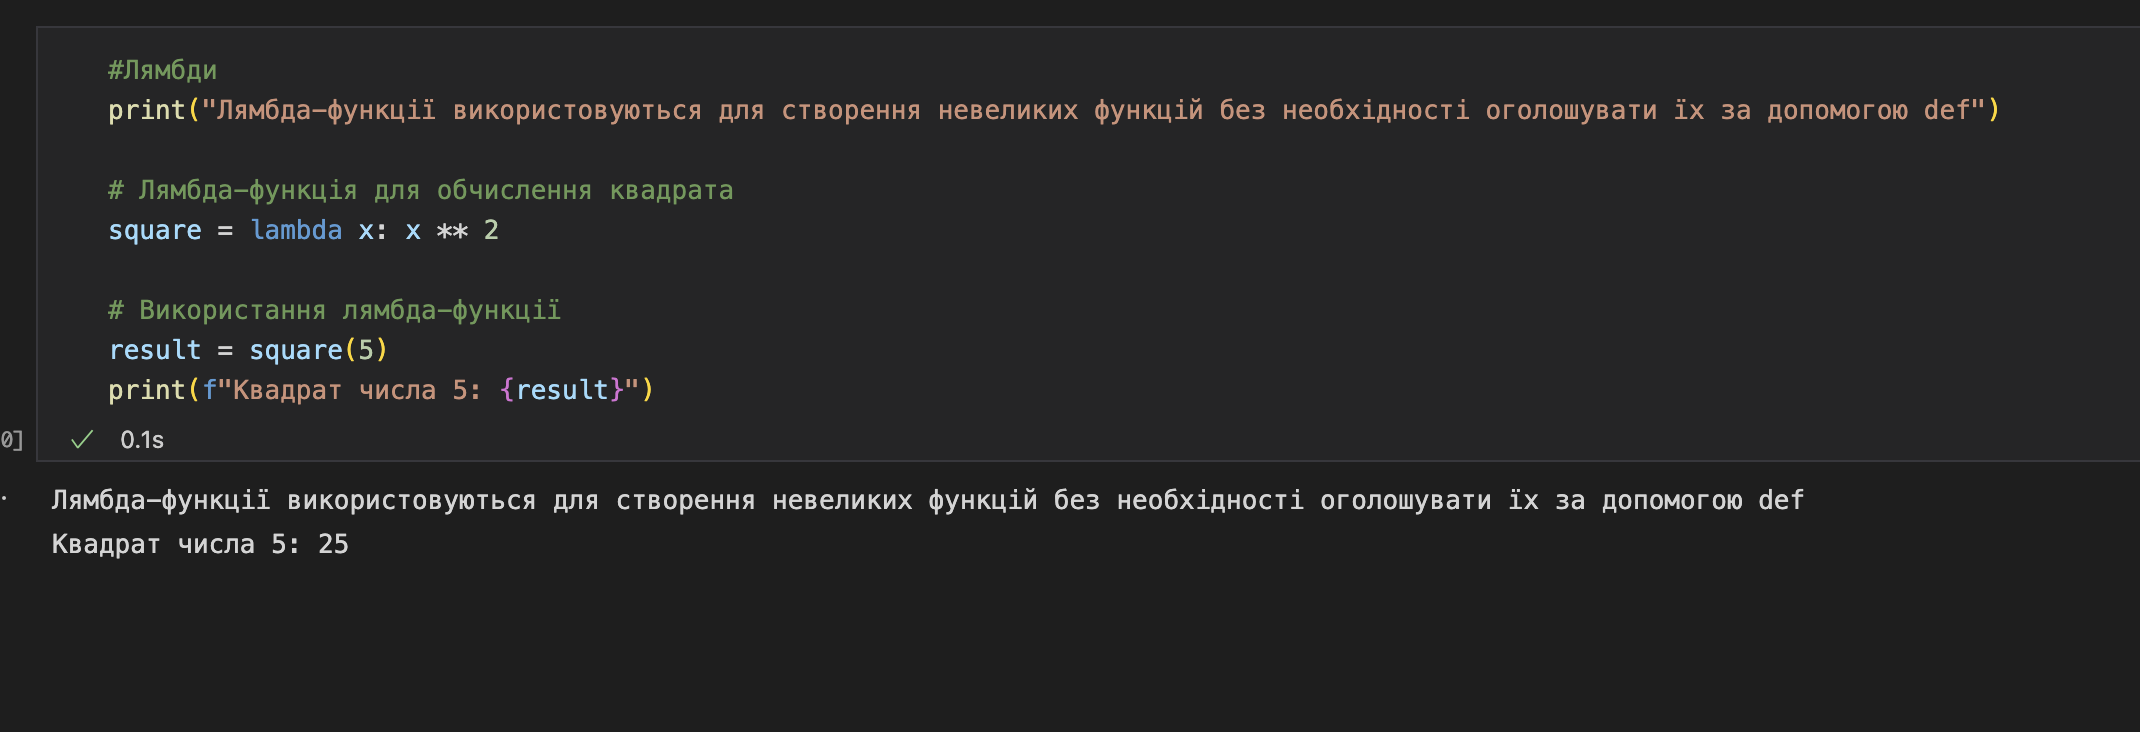 #Лямбди
print("Лямбда-функції використовуються для створення невеликих функцій без необхідності оголошувати їх за допомогою def")
# Лямбда-функція для обчислення квадрата
square = lambda x: x ** 2
# Використання лямбда-функції
result = square(5)
print(f"Квадрат числа 5: {result}")
0] ✓ 0.1s
Лямбда-функції використовуються для створення невеликих функцій без необхідності оголошувати їх за допомогою def
Квадрат числа 5: 25